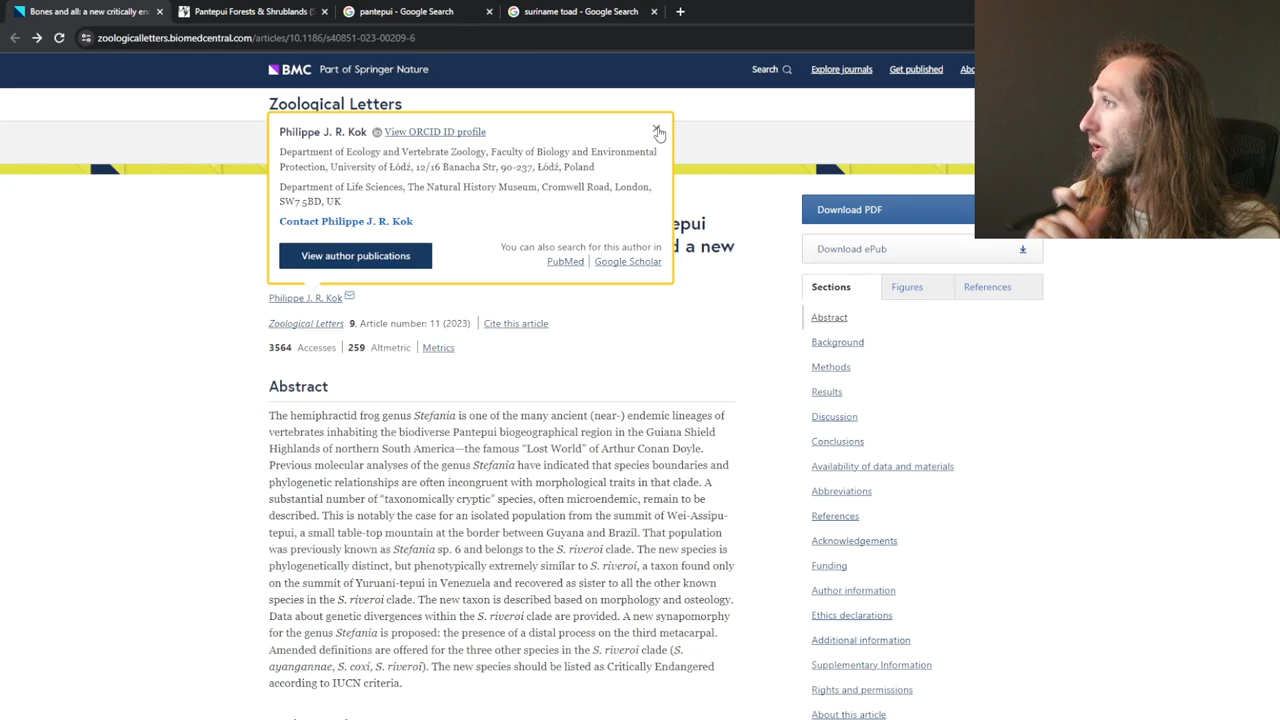 Bones and all: a new critically en
Pantepui Forests & Shrublands (
pantepui - Google Search
suriname toad - Google Search
zoologicalletters.biomedcentral.com/articles/10.1186/s40851-023-00209-6
BMC Part of Springer Nature
Search
Explore journals
Get published
Abo
Zoological Letters
Philippe J. R. Kok View ORCID ID profile
Department of Ecology and Vertebrate Zoology, Faculty of Biology and Environmental
Protection, University of Łódź, 12/16 Banacha Str, 90-237, Łódź, Poland
Department of Life Sciences, The Natural History Museum, Cromwell Road, London,
SW7 5BD, UK
Contact Philippe J. R. Kok
View author publications
You can also search for this author in
PubMed | Google Scholar
epui
d a new
Philippe J. R. Kok
Zoological Letters 9, Article number: 11 (2023) | Cite this article
3564 Accesses | 259 Altmetric | Metrics
Abstract
The hemiphractid frog genus Stefania is one of the many ancient (near-) endemic lineages of
vertebrates inhabiting the biodiverse Pantepui biogeographical region in the Guiana Shield
Highlands of northern South America—the famous “Lost World” of Arthur Conan Doyle.
Previous molecular analyses of the genus Stefania have indicated that species boundaries and
phylogenetic relationships are often incongruent with morphological traits in that clade. A
substantial number of “taxonomically cryptic” species, often microendemic, remain to be
described. This is notably the case for an isolated population from the summit of Wei-Assipu-
tepui, a small table-top mountain at the border between Guyana and Brazil. That population
was previously known as Stefania sp. 6 and belongs to the S. riveroi clade. The new species is
phylogenetically distinct, but phenotypically extremely similar to S. riveroi, a taxon found only
on the summit of Yuruani-tepui in Venezuela and recovered as sister to all the other known
species in the S. riveroi clade. The new taxon is described based on morphology and osteology.
Data about genetic divergences within the S. riveroi clade are provided. A new synapomorphy
for the genus Stefania is proposed: the presence of a distal process on the third metacarpal.
Amended definitions are offered for the three other species in the S. riveroi clade (S.
ayangannae, S. coxi, S. riveroi). The new species should be listed as Critically Endangered
according to IUCN criteria.
Download PDF
Download ePub
Sections
Figures
References
Abstract
Background
Methods
Results
Discussion
Conclusions
Availability of data and materials
Abbreviations
References
Acknowledgements
Funding
Author information
Ethics declarations
Additional information
Supplementary Information
Rights and permissions
About this article